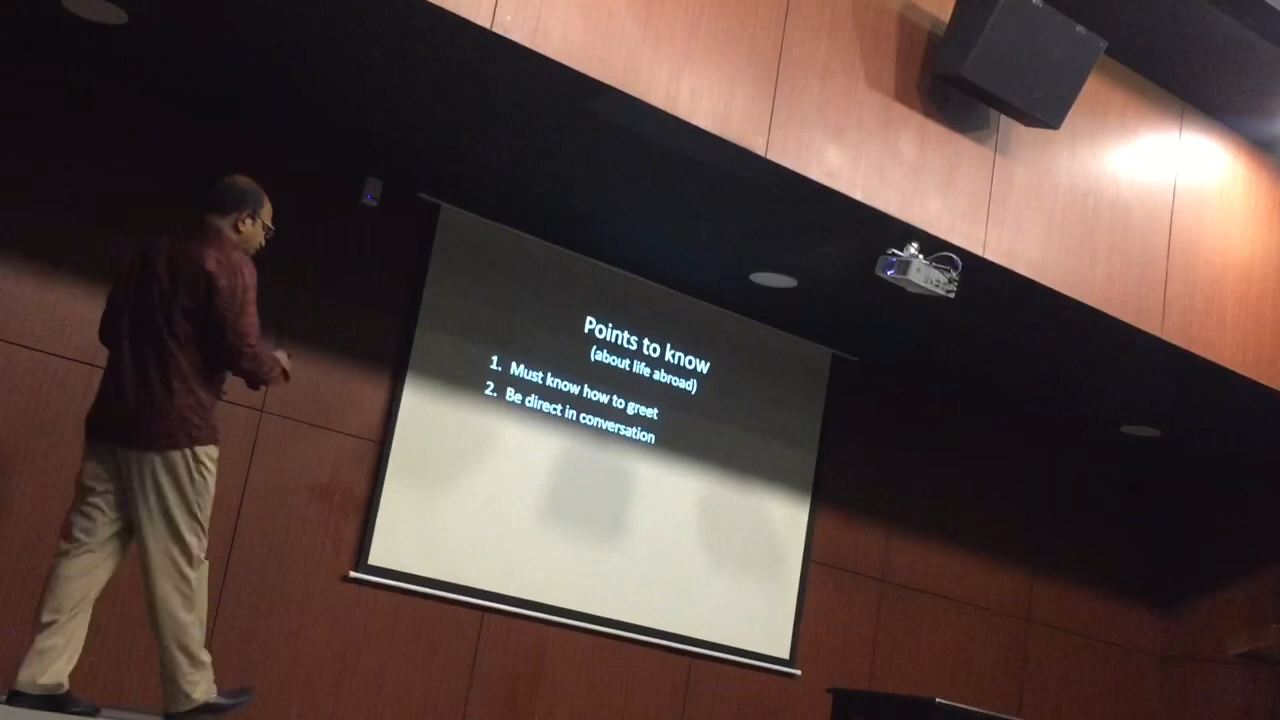 Points to know
(about life abroad)
1. Must know how to greet
2. Be direct in conversation